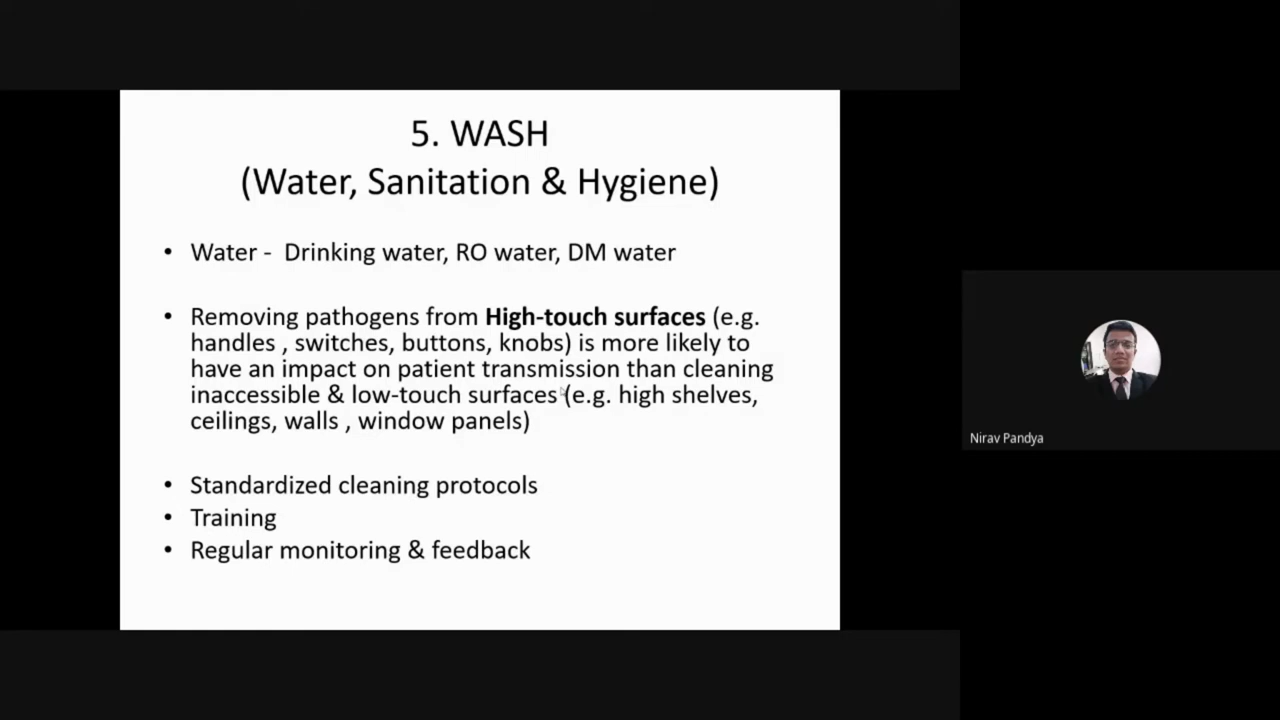 5. WASH
(Water, Sanitation & Hygiene)
• Water - Drinking water, RO water, DM water
• Removing pathogens from High-touch surfaces (e.g.
handles , switches, buttons, knobs) is more likely to
have an impact on patient transmission than cleaning
inaccessible & low-touch surfaces (e.g. high shelves,
ceilings, walls , window panels)
• Standardized cleaning protocols
• Training
• Regular monitoring & feedback
Nirav Pandya